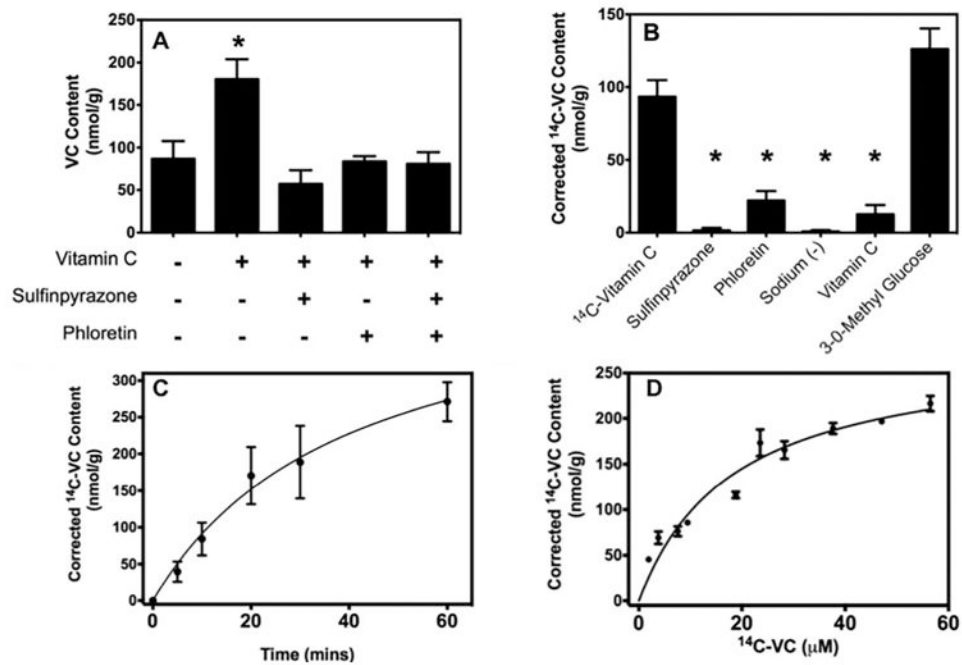 A
VC Content
(nmol/g)
250
200
150
100
50
0
*
Vitamin C - + + + +
Sulfinpyrazone - - + - +
Phloretin - - - + +
B
Corrected 14C-VC Content
(nmol/g)
150
100
50
0
* * * *
14C-Vitamin C
Sulfinpyrazone
Phloretin
Sodium (-)
Vitamin C
3-0-Methyl Glucose
C
Corrected 14C-VC Content
(nmol/g)
300
250
200
150
100
50
0
0 20 40 60
Time (mins)
D
Corrected 14C-VC Content
(nmol/g)
250
200
150
100
50
0
0 20 40 60
14C-VC (μM)